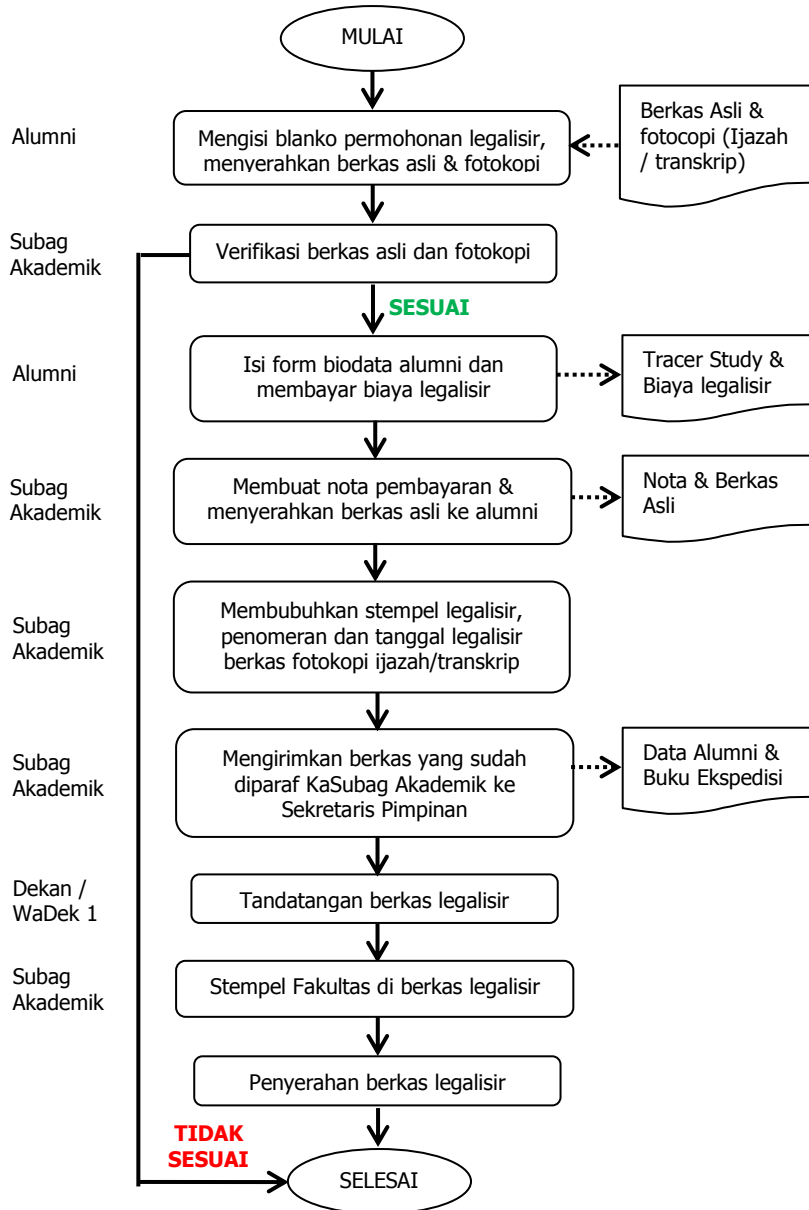 MULAI
Alumni
Mengisi blanko permohonan legalisir,
menyerahkan berkas asli & fotokopi
Berkas Asli &
fotocopi (Ijazah
/ transkrip)
Subag
Akademik
Verifikasi berkas asli dan fotokopi
SESUAI
Alumni
Isi form biodata alumni dan
membayar biaya legalisir
Tracer Study &
Biaya legalisir
Subag
Akademik
Membuat nota pembayaran &
menyerahkan berkas asli ke alumni
Nota & Berkas
Asli
Subag
Akademik
Membubuhkan stempel legalisir,
penomeran dan tanggal legalisir
berkas fotokopi ijazah/transkrip
Subag
Akademik
Mengirimkan berkas yang sudah
diparaf KaSubag Akademik ke
Sekretaris Pimpinan
Data Alumni &
Buku Ekspedisi
Dekan /
WaDek 1
Tandatangan berkas legalisir
Subag
Akademik
Stempel Fakultas di berkas legalisir
Penyerahan berkas legalisir
TIDAK
SESUAI
SELESAI